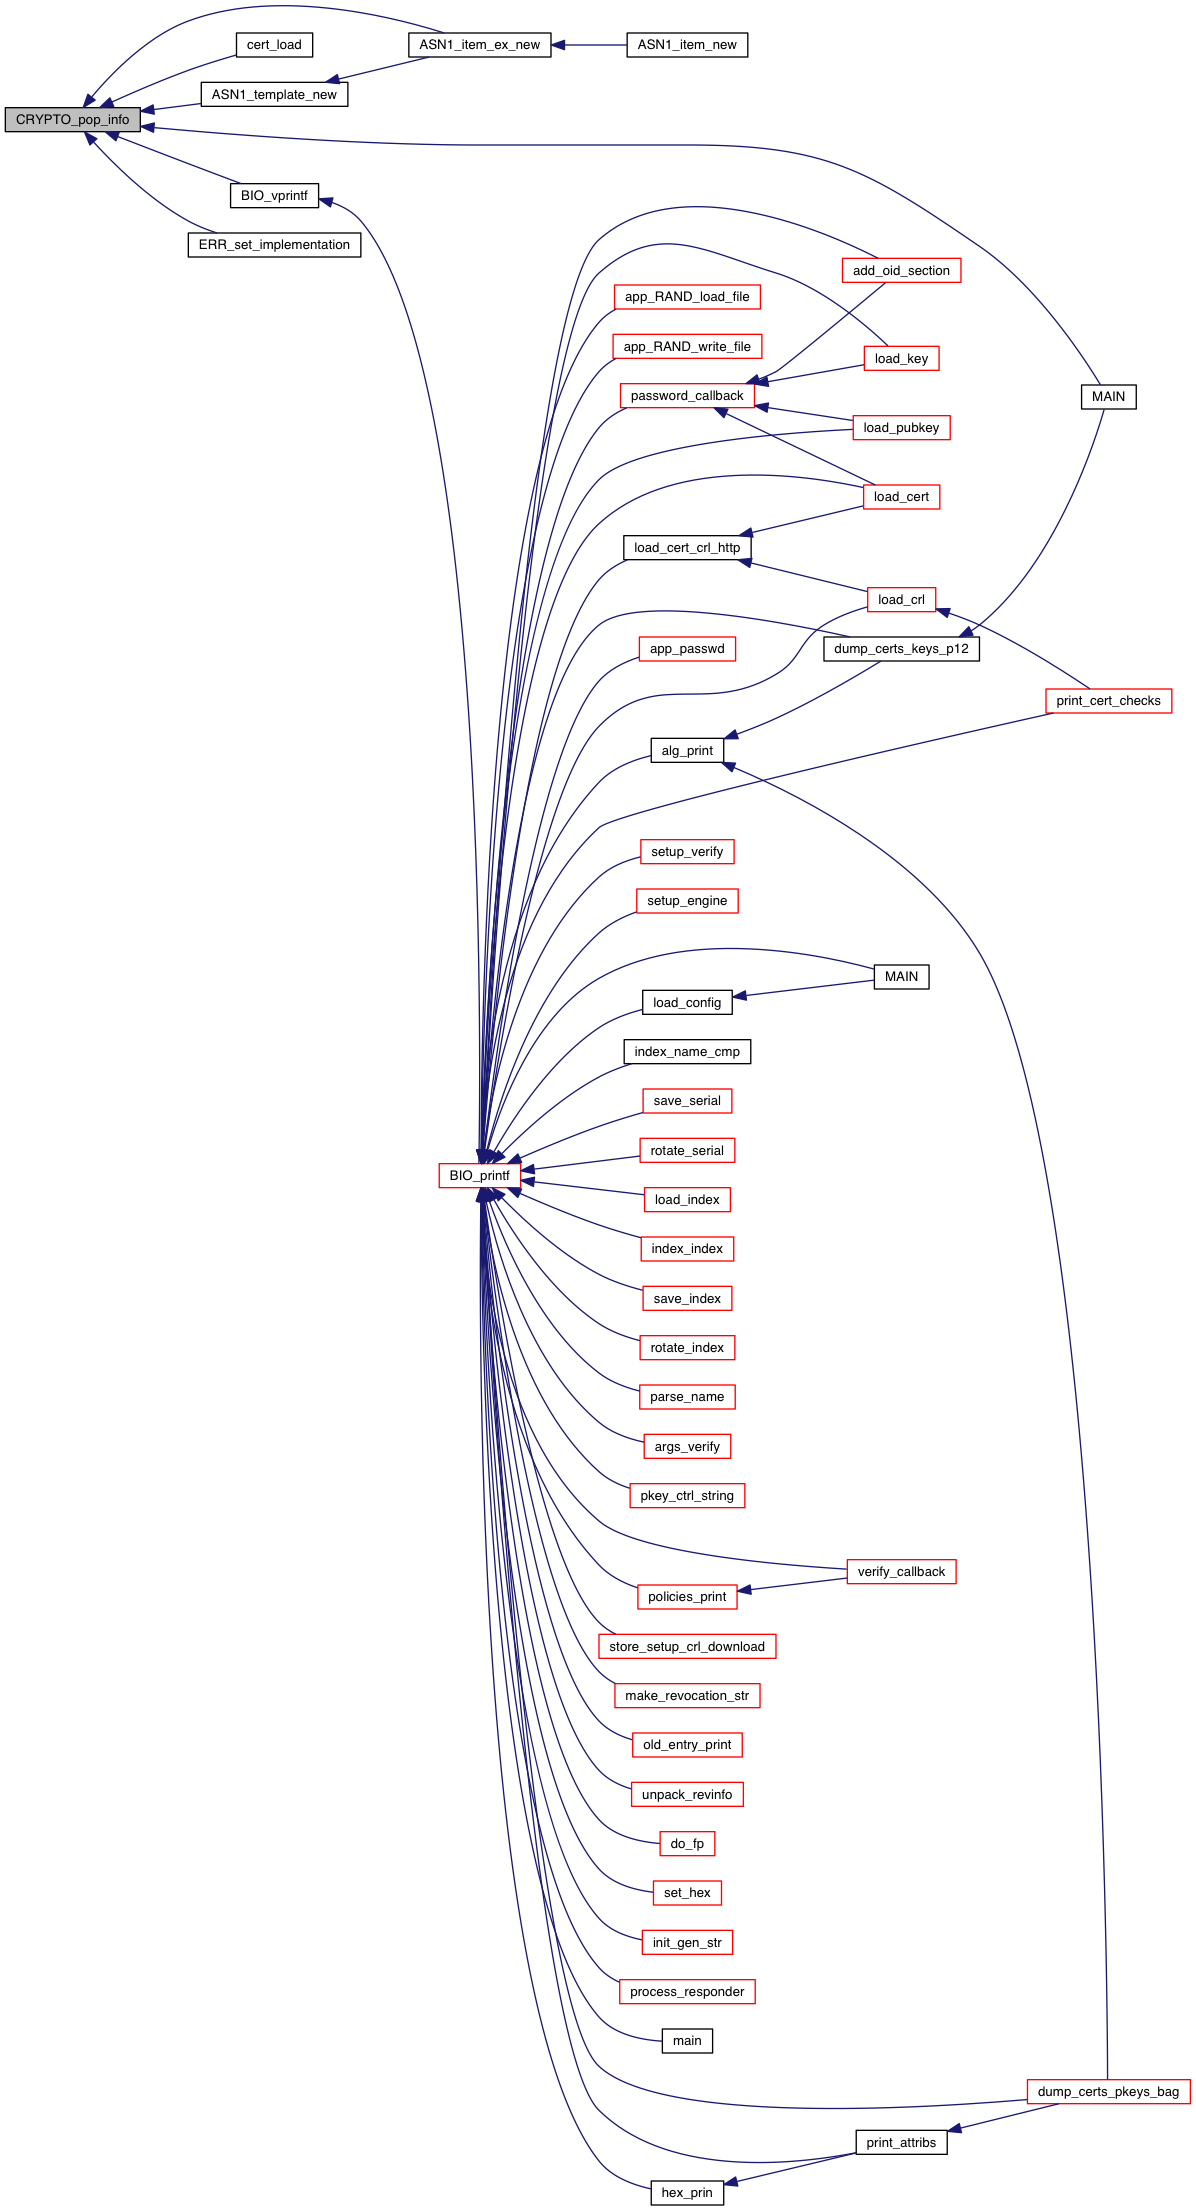 ASN1_item_ex_new
ASN1_item_new
cert_load
ASN1_template_new
CRYPTO_pop_info
BIO_vprintf
ERR_set_implementation
add_oid_section
app_RAND_load_file
app_RAND_write_file
load_key
password_callback
MAIN
load_pubkey
load_cert
load_cert_crl_http
load_crl
app_passwd
dump_certs_keys_p12
print_cert_checks
alg_print
setup_verify
setup_engine
MAIN
load_config
index_name_cmp
save_serial
rotate_serial
BIO_printf
load_index
index_index
save_index
rotate_index
parse_name
args_verify
pkey_ctrl_string
verify_callback
policies_print
store_setup_crl_download
make_revocation_str
old_entry_print
unpack_revinfo
do_fp
set_hex
init_gen_str
process_responder
main
dump_certs_pkeys_bag
print_attribs
hex_prin